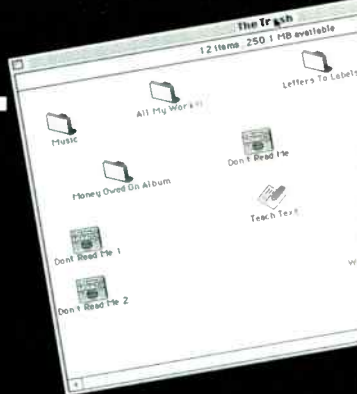 The Trash
12 items 250.1 MB available
All My Work
Letters To Labels
Music
Don't Read Me
Money Owed On Album
Teach Text
Dont Read Me 1
Don't Read Me 2